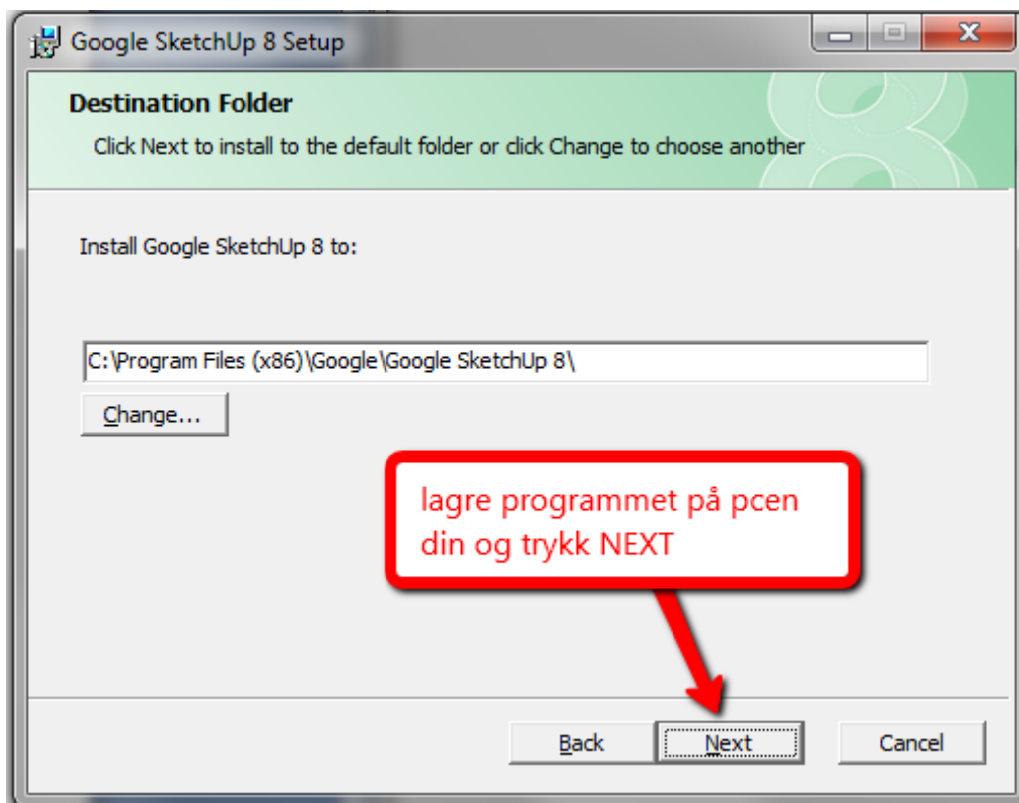 Google SketchUp 8 Setup
Destination Folder
Click Next to install to the default folder or click Change to choose another
Install Google SketchUp 8 to:
C:\Program Files (x86)\Google\Google SketchUp 8\
Change...
lagre programmet på pcen
din og trykk NEXT
Back
Next
Cancel